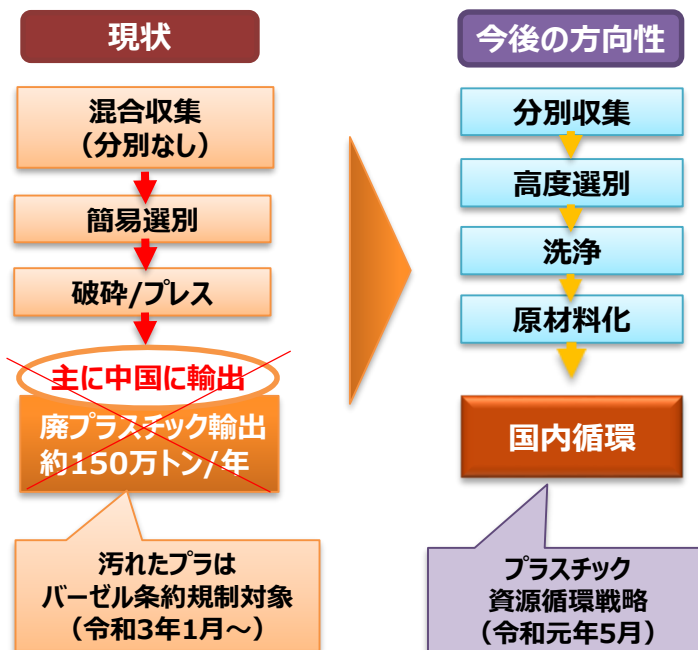 現状
混合収集
（分別なし）
簡易選別
破砕/プレス
主に中国に輸出
廃プラスチック輸出
約150万トン/年
汚れたプラは
バーゼル条約規制対象
（令和3年1月～）
今後の方向性
分別収集
高度選別
洗浄
原材料化
国内循環
プラスチック
資源循環戦略
（令和元年5月）